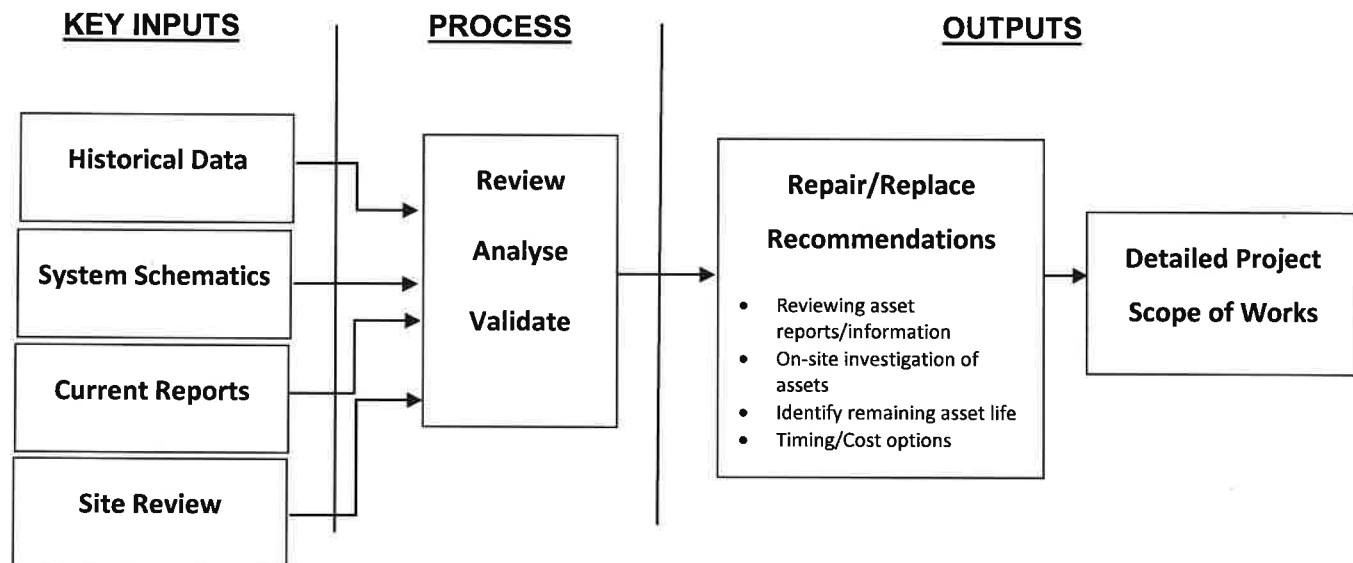 KEY INPUTS
PROCESS
OUTPUTS
Historical Data
System Schematics
Current Reports
Site Review
Review
Analyse
Validate
Repair/Replace
Recommendations
• Reviewing asset
reports/information
• On-site investigation of
assets
• Identify remaining asset life
• Timing/Cost options
Detailed Project
Scope of Works